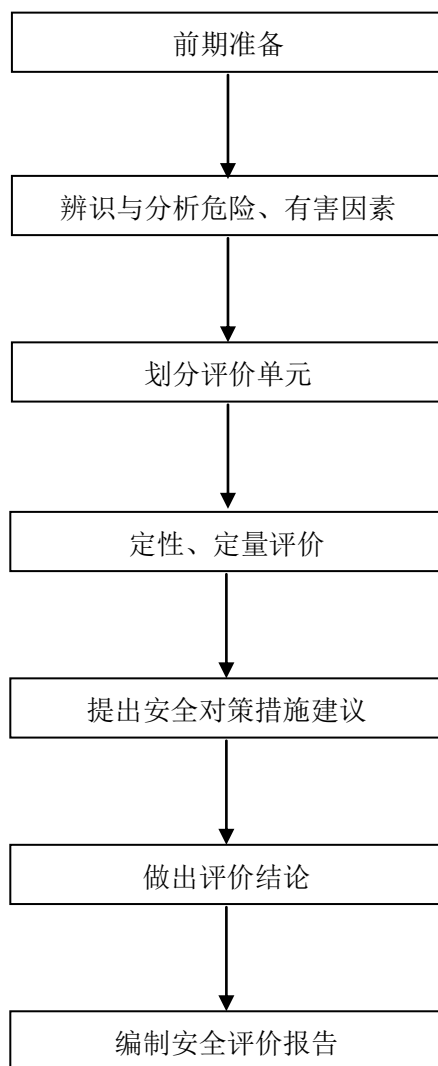 前期准备
辨识与分析危险、有害因素
划分评价单元
定性、定量评价
提出安全对策措施建议
做出评价结论
编制安全评价报告